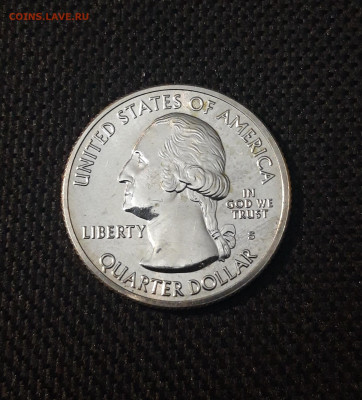 COINS.LAVE.RU
UNITED STATES OF AMERICA
IN
GOD WE
TRUST
LIBERTY
S
QUARTER DOLLAR